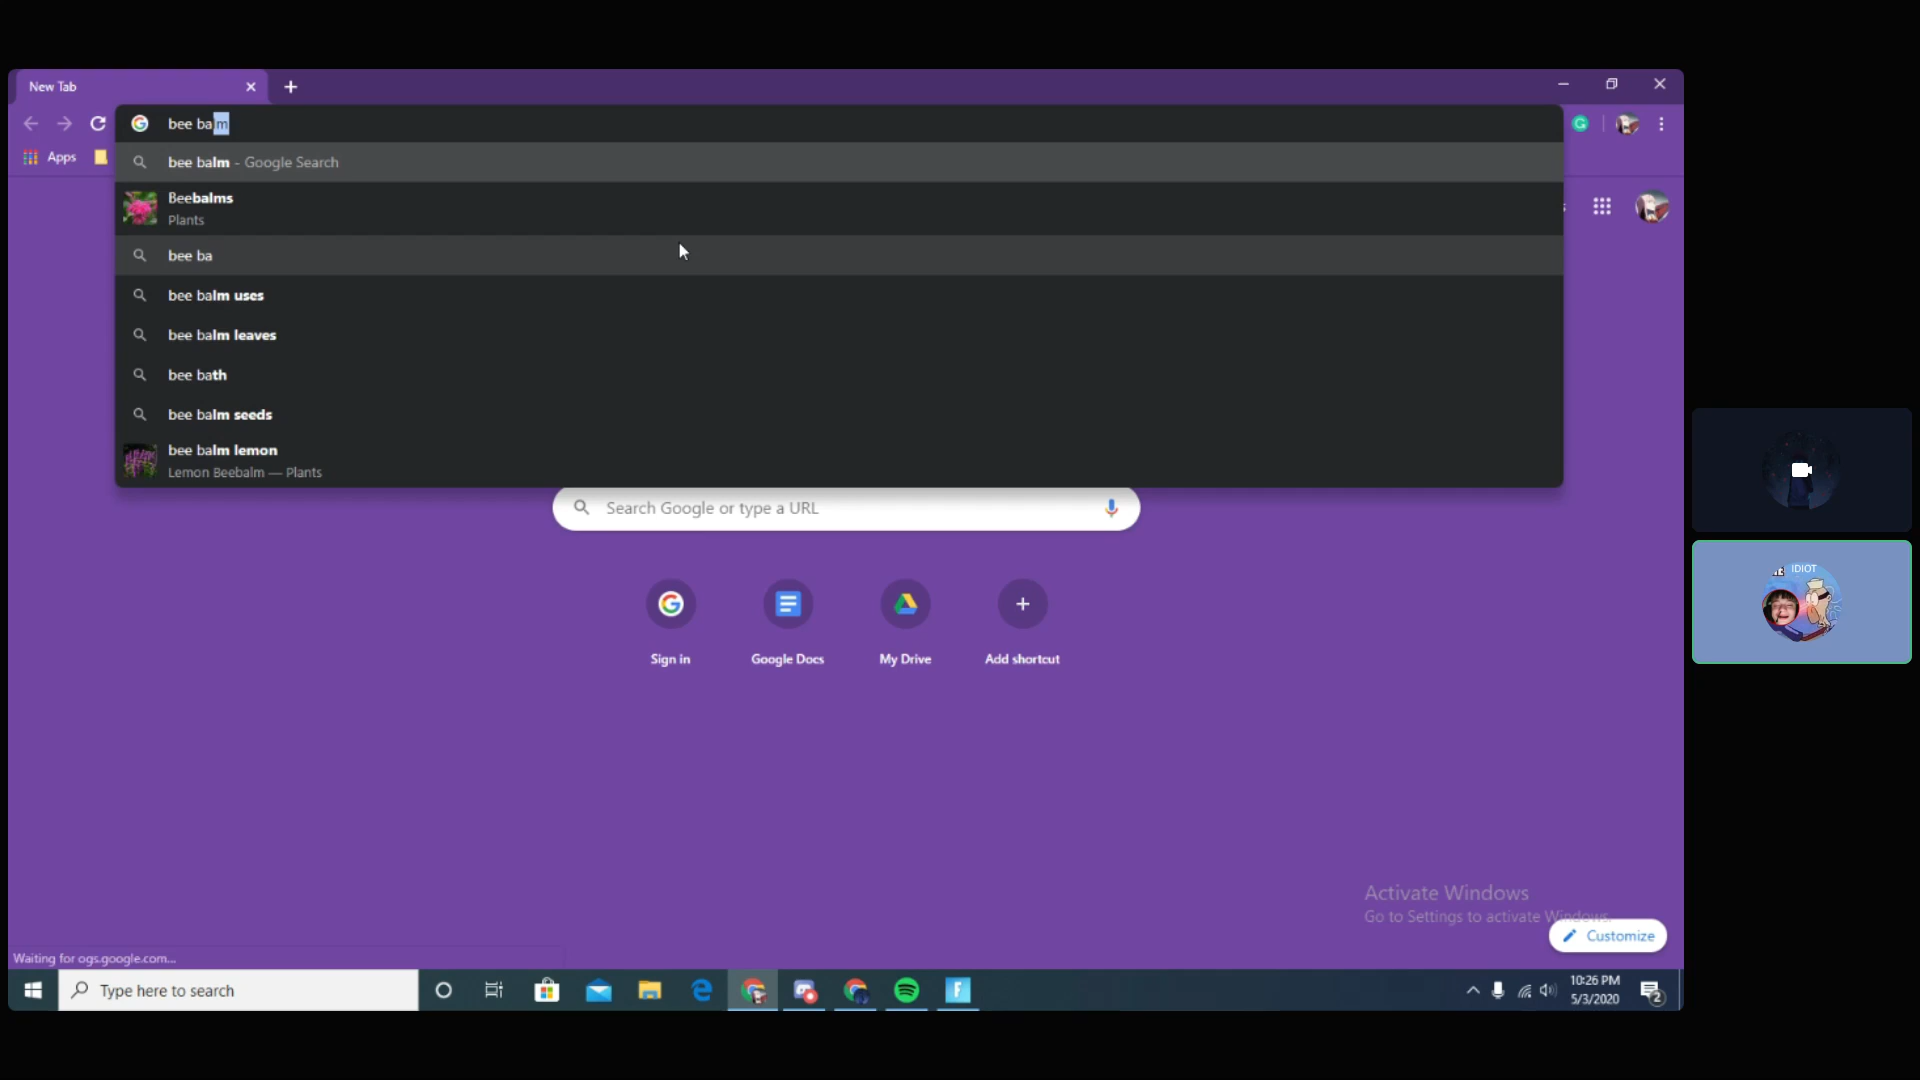 New Tab
bee balm
Apps
bee balm - Google Search
Beebalms
Plants
bee ba
bee balm uses
bee balm leaves
bee bath
bee balm seeds
bee balm lemon
Lemon Beebalm — Plants
Search Google or type a URL
Sign in
Google Docs
My Drive
Add shortcut
IDIOT
Activate Windows
Go to Settings to activate Windows.
Customize
Waiting for ogs.google.com...
Type here to search
10:26 PM
5/3/2020
2